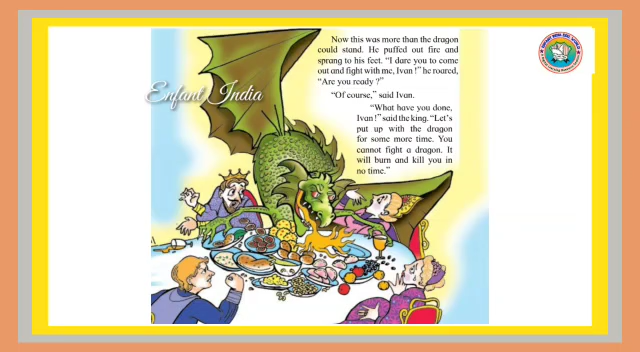 Now this was more than the dragon
could stand. He puffed out fire and
sprang to his feet. “I dare you to come
out and fight with me, Ivan !” he roared,
“Are you ready ?”
“Of course,” said Ivan.
“What have you done,
Ivan !” said the king. “Let’s
put up with the dragon
for some more time. You
cannot fight a dragon. It
will burn and kill you in
no time.”
Enfant India